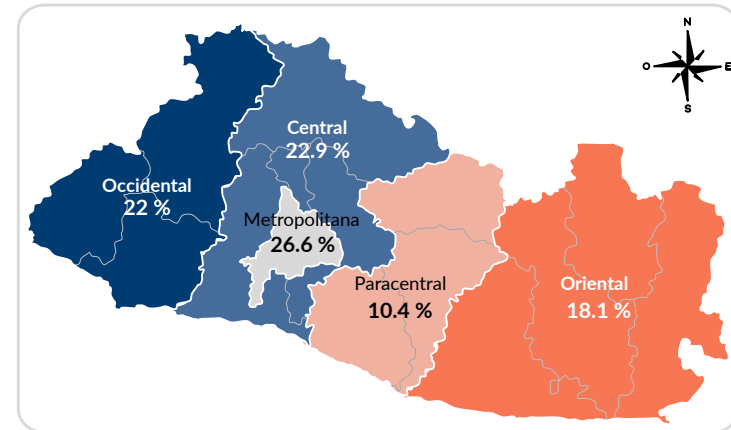 N
O
E
S
Central
22.9 %
Occidental
22 %
Metropolitana
26.6 %
Paracentral
10.4 %
Oriental
18.1 %